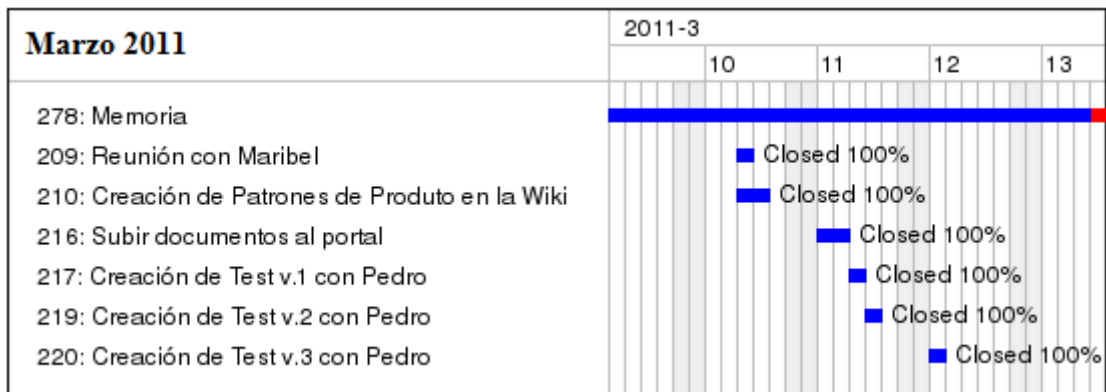 Marzo 2011
2011-3
10 11 12 13
278: Memoria
209: Reunión con Maribel Closed 100%
210: Creación de Patrones de Produto en la Wiki Closed 100%
216: Subir documentos al portal Closed 100%
217: Creación de Test v.1 con Pedro Closed 100%
219: Creación de Test v.2 con Pedro Closed 100%
220: Creación de Test v.3 con Pedro Closed 100%